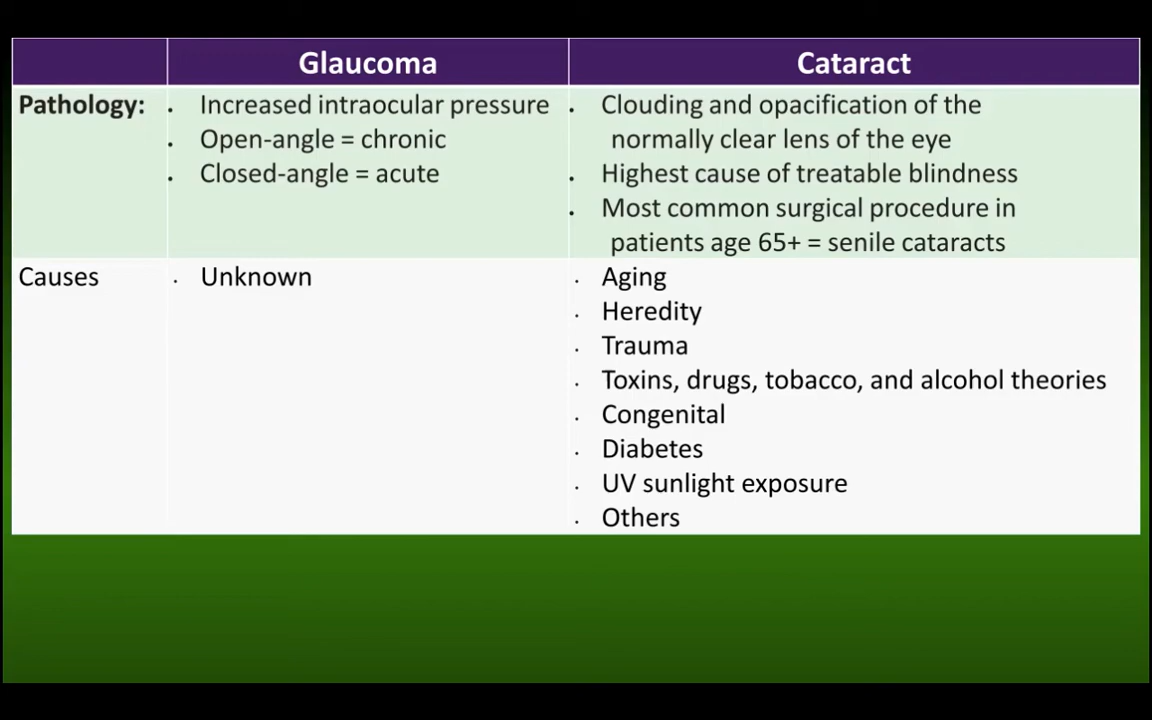 Glaucoma
Cataract
Pathology:
• Increased intraocular pressure
• Open-angle = chronic
• Closed-angle = acute
• Clouding and opacification of the
normally clear lens of the eye
• Highest cause of treatable blindness
• Most common surgical procedure in
patients age 65+ = senile cataracts
Causes
• Unknown
• Aging
• Heredity
• Trauma
• Toxins, drugs, tobacco, and alcohol theories
• Congenital
• Diabetes
• UV sunlight exposure
• Others